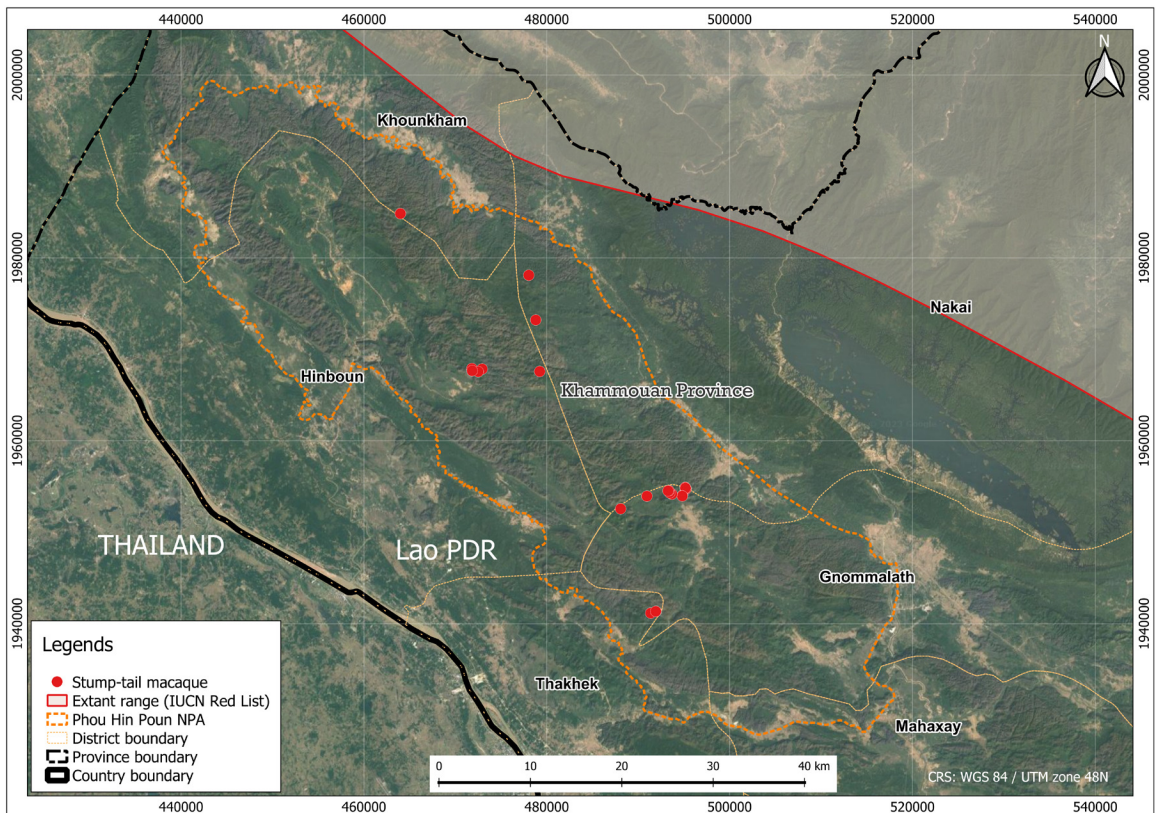 440000 460000 480000 500000 520000 540000
2000000 2000000
N
Khounkham
1980000 1980000
Nakai
Hinboun
Khammouan Province
1960000 1960000
THAILAND
Lao PDR
Gnommalath
1940000 1940000
Thakhek
Mahaxay
Legends
Stump-tail macaque
Extant range (IUCN Red List)
Phou Hin Poun NPA
District boundary
Province boundary
Country boundary
0 10 20 30 40 km
CRS: WGS 84 / UTM zone 48N
440000 460000 480000 500000 520000 540000